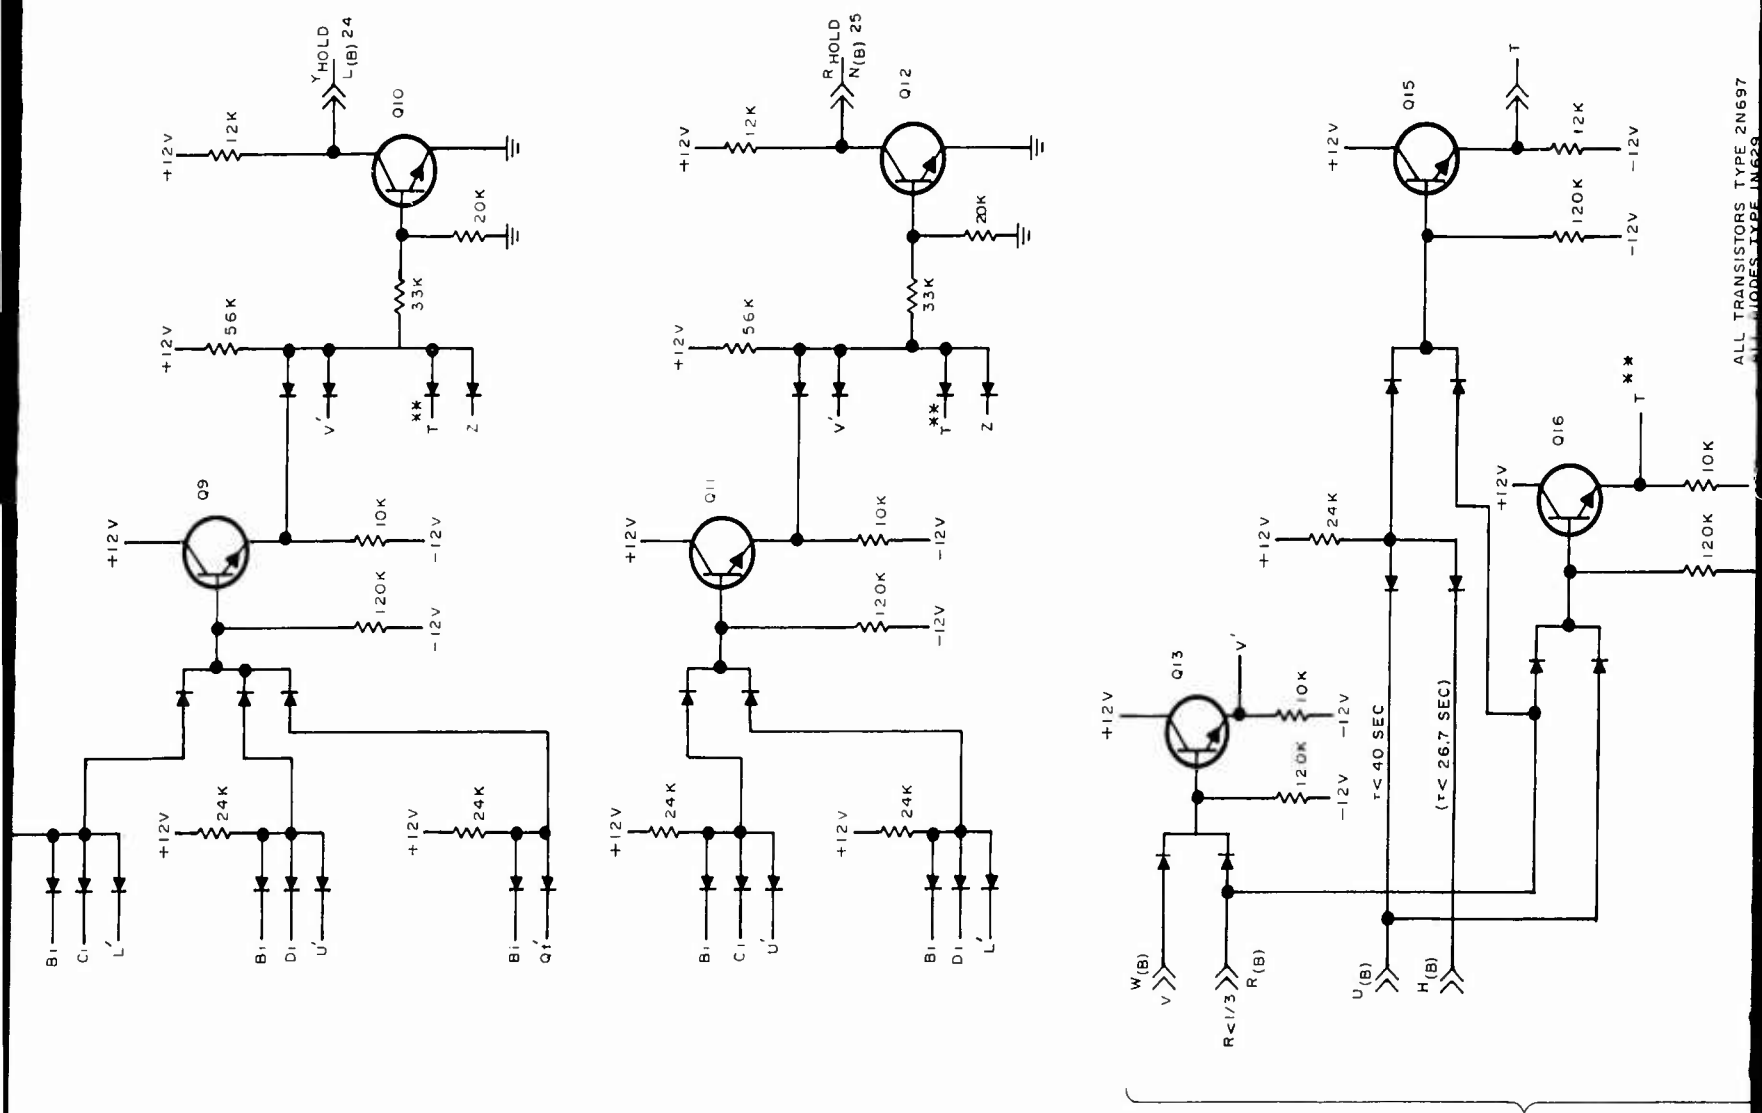 Y HOLD
L(B) 24
+12V
12K
Q10
20K
33K
56K
+12V
V'
**
T
Z
Q9
+12V
10K
-12V
120K
-12V
+12V
24K
+12V
24K
B1
C1
L'
B1
D1
U'
B1
Q1'
R HOLD
N(B) 25
+12V
12K
Q12
20K
33K
56K
+12V
V'
**
T
Z
Q11
+12V
10K
-12V
120K
-12V
+12V
24K
+12V
24K
B1
C1
U'
B1
D1
L'
T
Q15
+12V
12K
-12V
120K
-12V
**
T
Q16
+12V
10K
120K
24K
+12V
Q13
+12V
V'
10K
-12V
120K
-12V
τ< 40 SEC
(τ< 26.7 SEC)
W(B)
V
R<1/3
R(B)
U(B)
H(B)
ALL TRANSISTORS TYPE 2N697
ALL DIODES TYPE 1N629